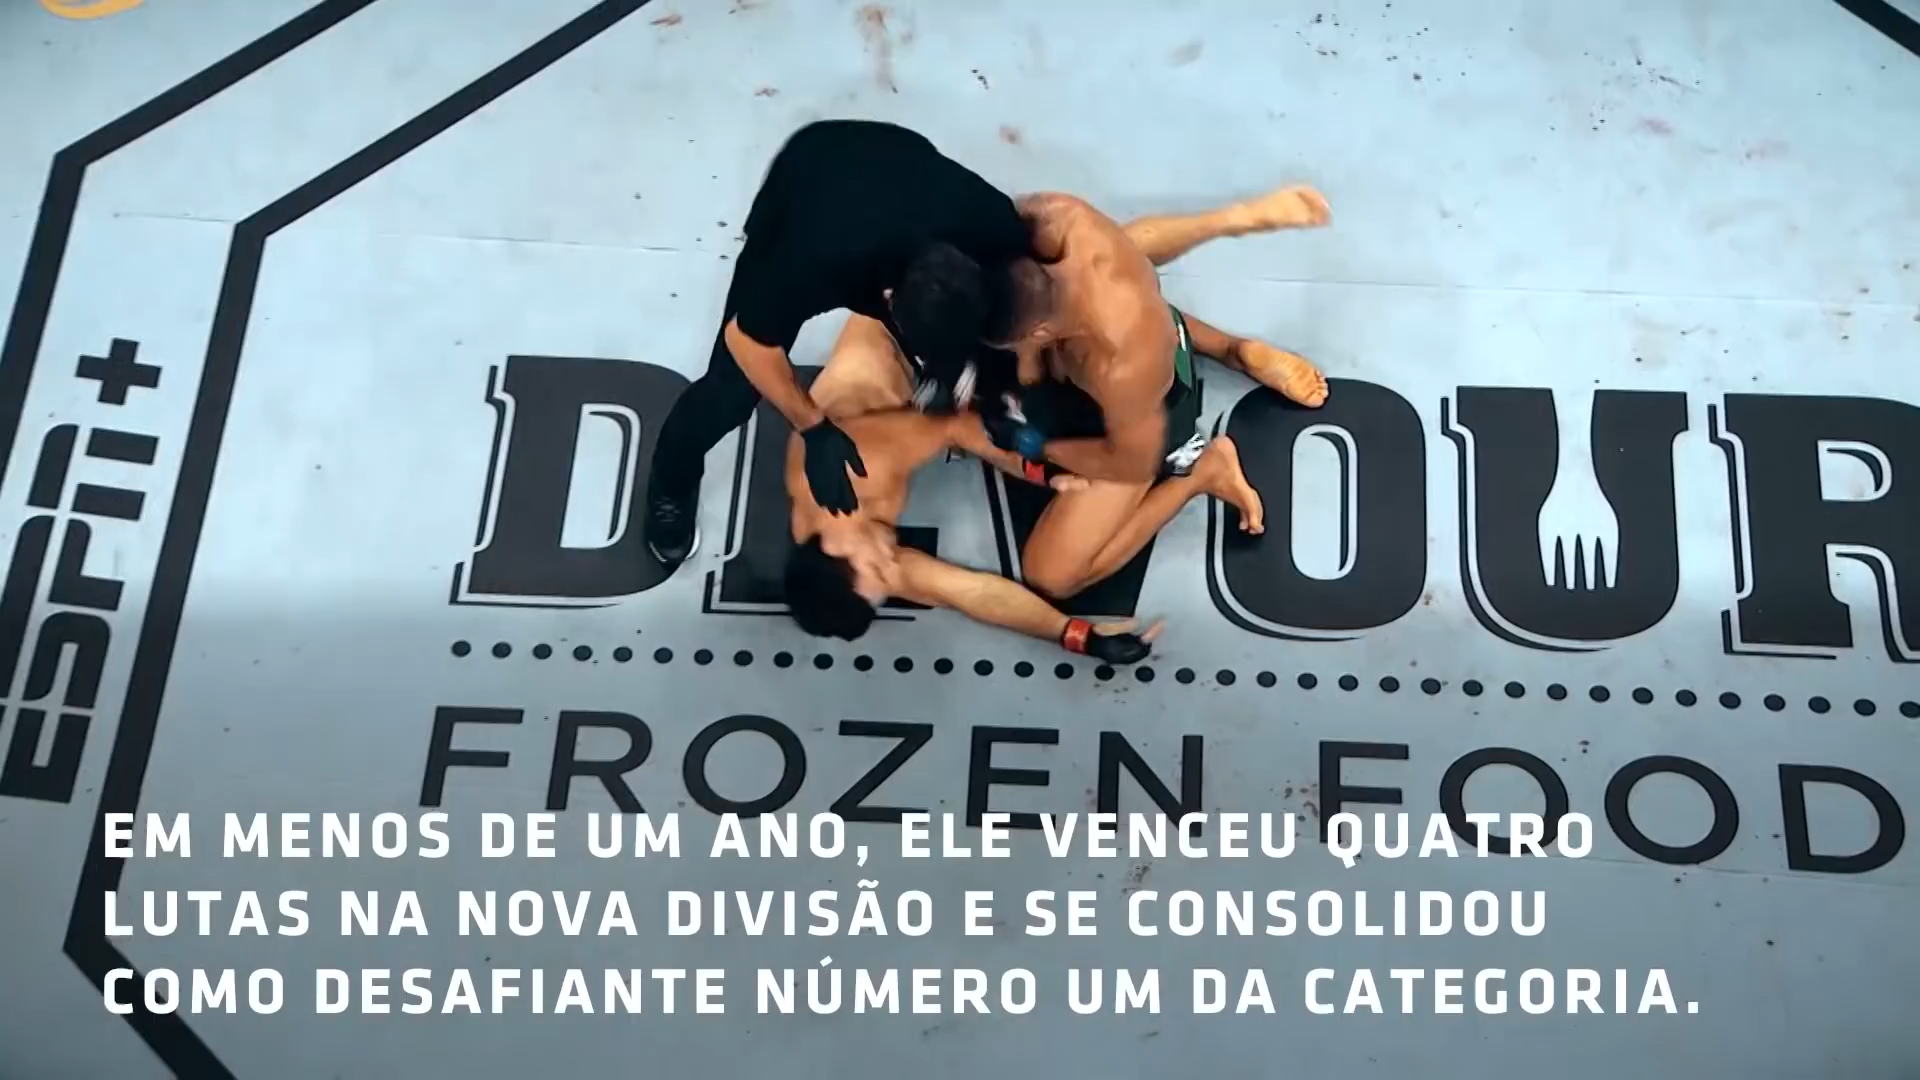 ESPN+
DEVOUR
FROZEN FOOD
EM MENOS DE UM ANO, ELE VENCEU QUATRO
LUTAS NA NOVA DIVISÃO E SE CONSOLIDOU
COMO DESAFIANTE NÚMERO UM DA CATEGORIA.